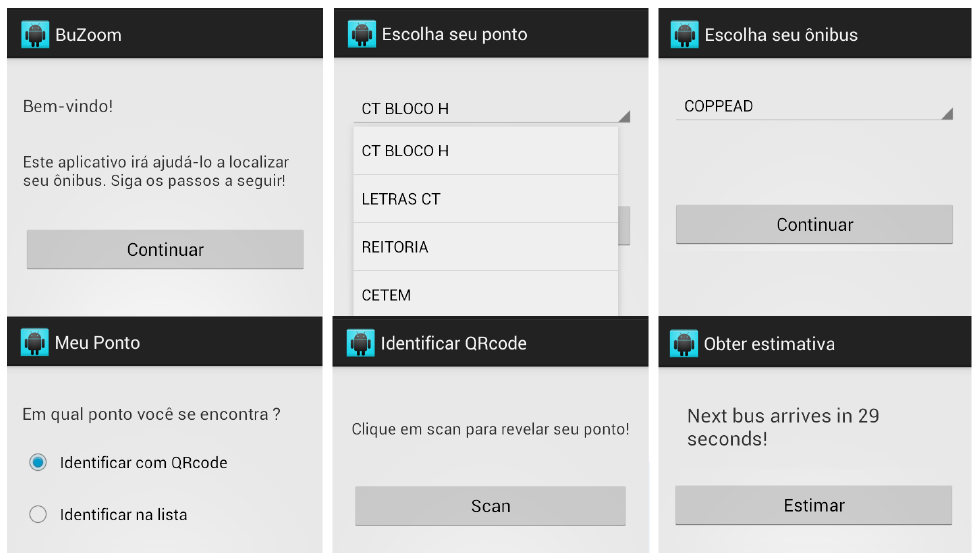 BuZoom
Bem-vindo!
Este aplicativo irá ajudá-lo a localizar
seu ônibus. Siga os passos a seguir!
Continuar
Escolha seu ponto
CT BLOCO H
CT BLOCO H
LETRAS CT
REITORIA
CETEM
Escolha seu ônibus
COPPEAD
Continuar
Meu Ponto
Em qual ponto você se encontra ?
Identificar com QRcode
Identificar na lista
Identificar QRcode
Clique em scan para revelar seu ponto!
Scan
Obter estimativa
Next bus arrives in 29
seconds!
Estimar